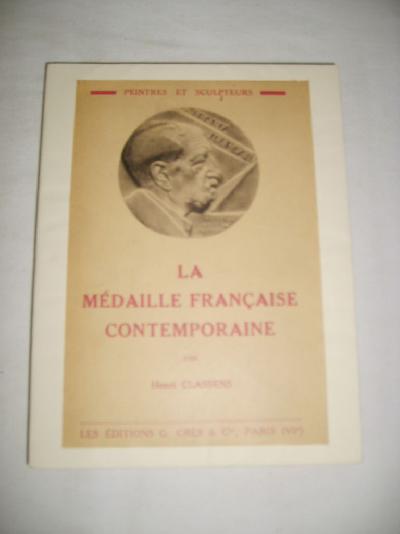 PEINTRES ET SCULPTEURS
LA
MÉDAILLE FRANÇAISE
CONTEMPORAINE
PAR
Henri CLASSENS
LES ÉDITIONS G. CRÈS & Cie, PARIS (VIe)